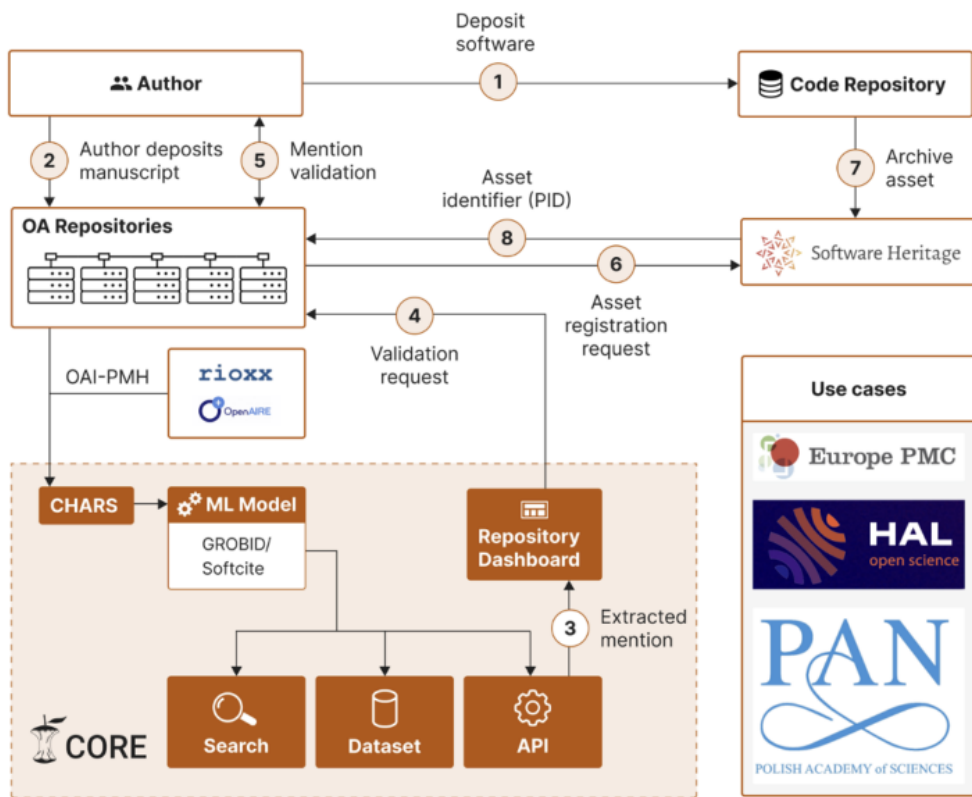 Deposit
software
1
Author
Code Repository
2
Author deposits
manuscript
5
Mention
validation
7
Archive
asset
Asset
identifier (PID)
8
OA Repositories
Software Heritage
6
Asset
registration
request
4
Validation
request
OAI-PMH
rioxx
OpenAIRE
Use cases
Europe PMC
HAL
open science
PAN
POLISH ACADEMY of SCIENCES
CHARS
ML Model
GROBID/
Softcite
Repository
Dashboard
3
Extracted
mention
Search
Dataset
API
CORE